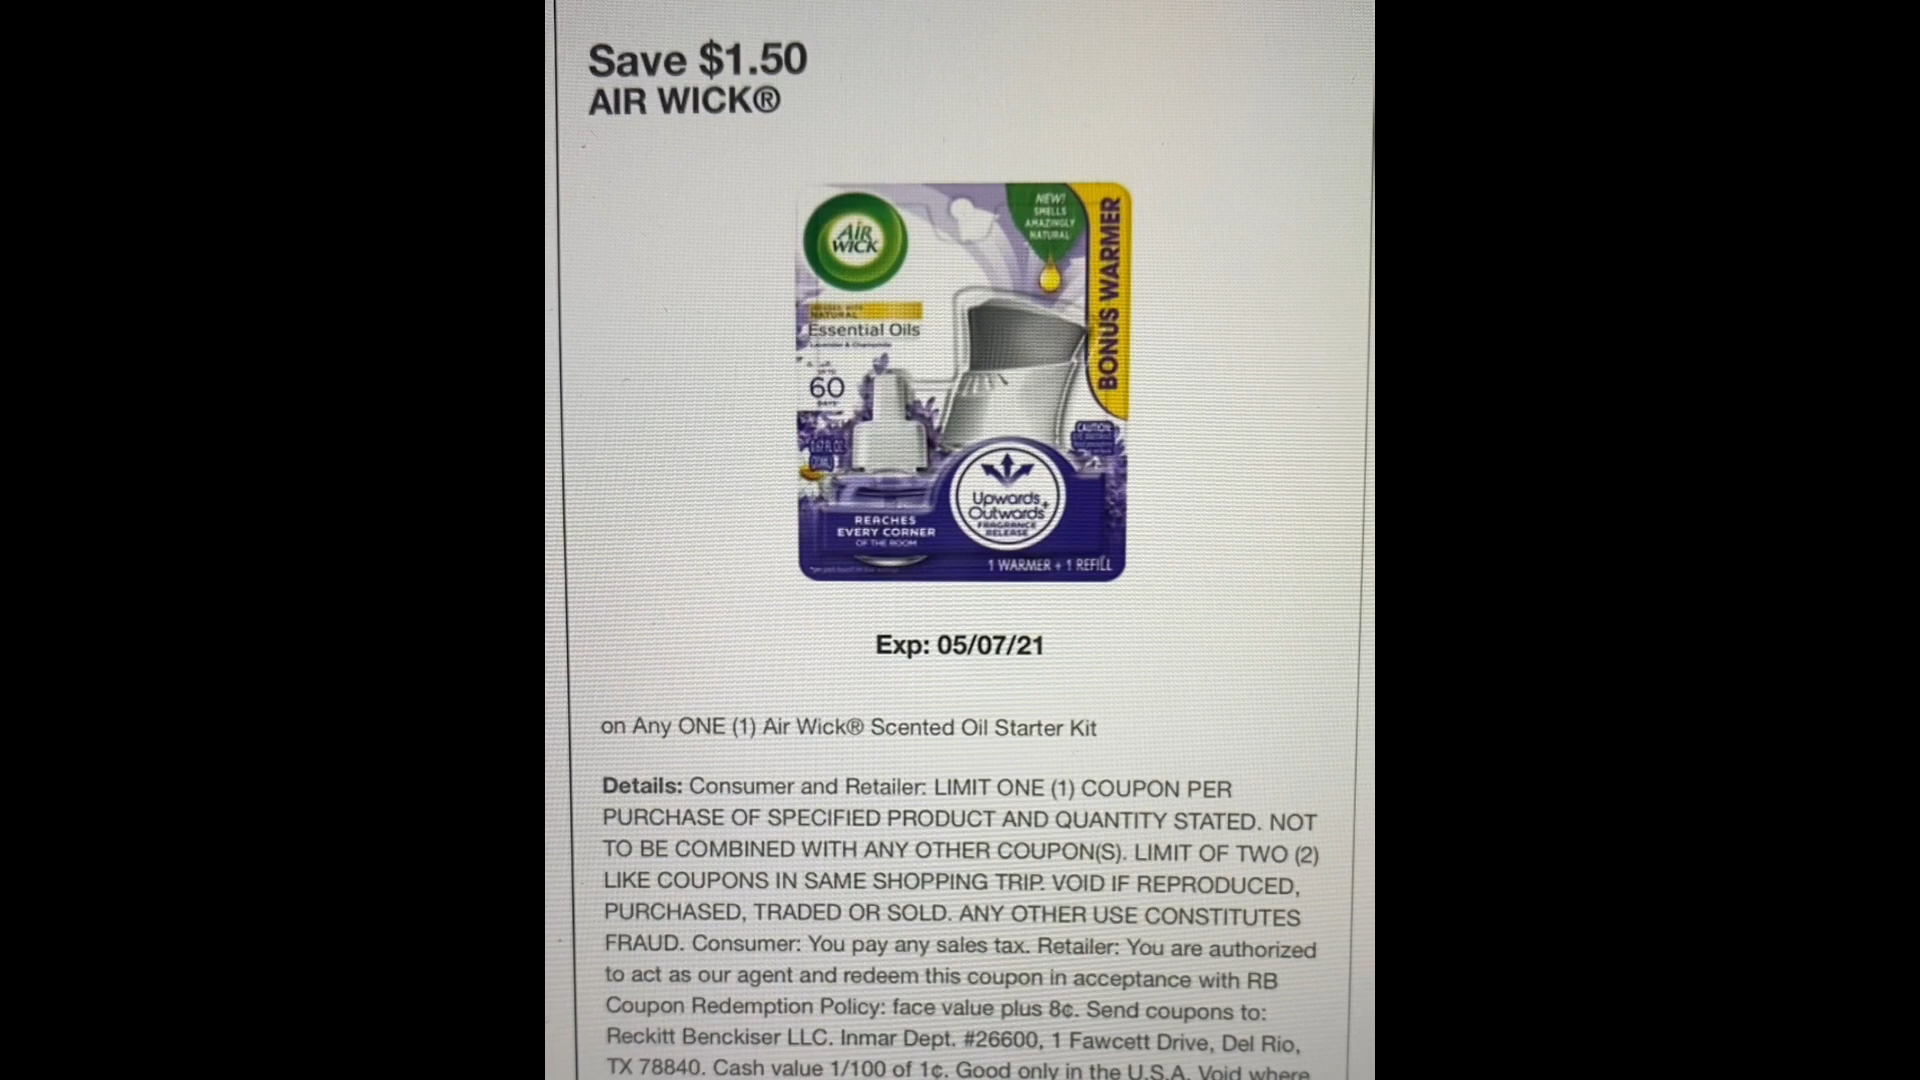 Save $1.50
AIR WICK®
AIR
WICK
NEW!
SMELLS
AMAZINGLY
NATURAL
BONUS WARMER
NATURAL
Essential Oils
Lavender & Chamomile
60
DAYS
CAUTION:
Upwards +
Outwards
FRAGRANCE
RELEASE
REACHES
EVERY CORNER
OF THE ROOM
1 WARMER + 1 REFILL
Exp: 05/07/21
on Any ONE (1) Air Wick® Scented Oil Starter Kit
Details: Consumer and Retailer: LIMIT ONE (1) COUPON PER
PURCHASE OF SPECIFIED PRODUCT AND QUANTITY STATED. NOT
TO BE COMBINED WITH ANY OTHER COUPON(S). LIMIT OF TWO (2)
LIKE COUPONS IN SAME SHOPPING TRIP. VOID IF REPRODUCED,
PURCHASED, TRADED OR SOLD. ANY OTHER USE CONSTITUTES
FRAUD. Consumer: You pay any sales tax. Retailer: You are authorized
to act as our agent and redeem this coupon in acceptance with RB
Coupon Redemption Policy: face value plus 8¢. Send coupons to:
Reckitt Benckiser LLC. Inmar Dept. #26600, 1 Fawcett Drive, Del Rio,
TX 78840. Cash value 1/100 of 1¢. Good only in the U.S.A. Void where